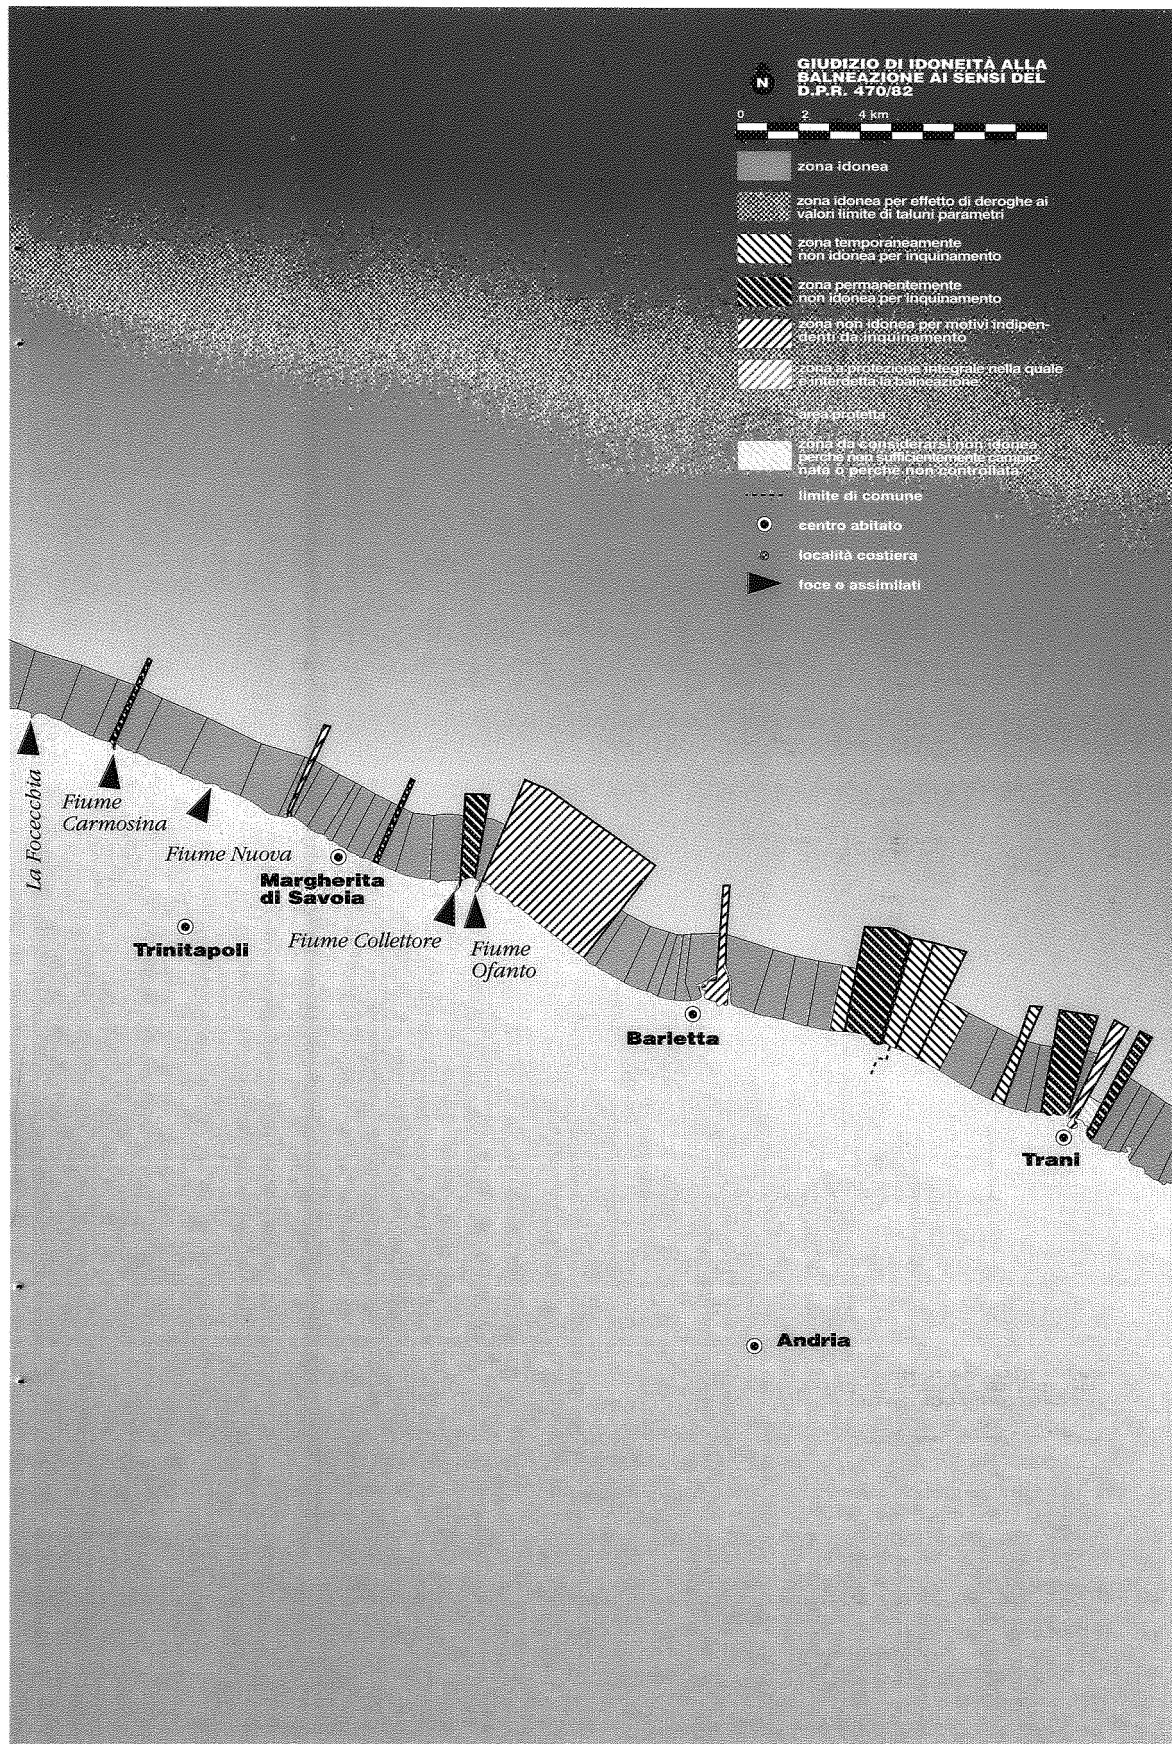 GIUDIZIO DI IDONEITÀ ALLA
BALNEAZIONE AI SENSI DEL
D.P.R. 470/82
N
0 2 4 km
zona idonea
zona idonea per effetto di deroghe ai
valori limite di taluni parametri
zona temporaneamente
non idonea per inquinamento
zona permanentemente
non idonea per inquinamento
zona non idonea per motivi indipen-
denti da inquinamento
zona a protezione integrale nella quale
è interdetta la balneazione
area protetta
zona da considerarsi non idonea
perché non sufficientemente campio-
nata o perché non controllata
limite di comune
centro abitato
località costiera
foce o assimilati
La Focecchia
Fiume
Carmosina
Fiume Nuova
Margherita
di Savoia
Trinitapoli
Fiume Collettore
Fiume
Ofanto
Barletta
Trani
Andria